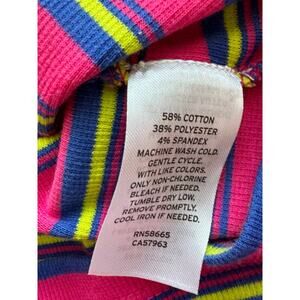 58% COTTON
38% POLYESTER
4% SPANDEX
MACHINE WASH COLD.
GENTLE CYCLE.
WITH LIKE COLORS.
ONLY NON-CHLORINE
BLEACH IF NEEDED.
TUMBLE DRY LOW.
REMOVE PROMPTLY.
COOL IRON IF NEEDED.
RN58665
CA57963